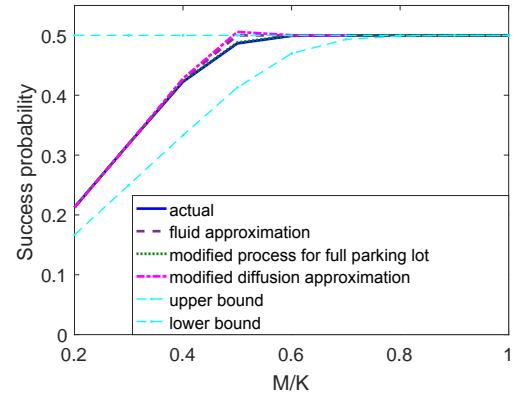 Success probability
0.5
0.4
0.3
0.2
0.1
0
actual
fluid approximation
modified process for full parking lot
modified diffusion approximation
upper bound
lower bound
0.2
0.4
0.6
0.8
1
M/K